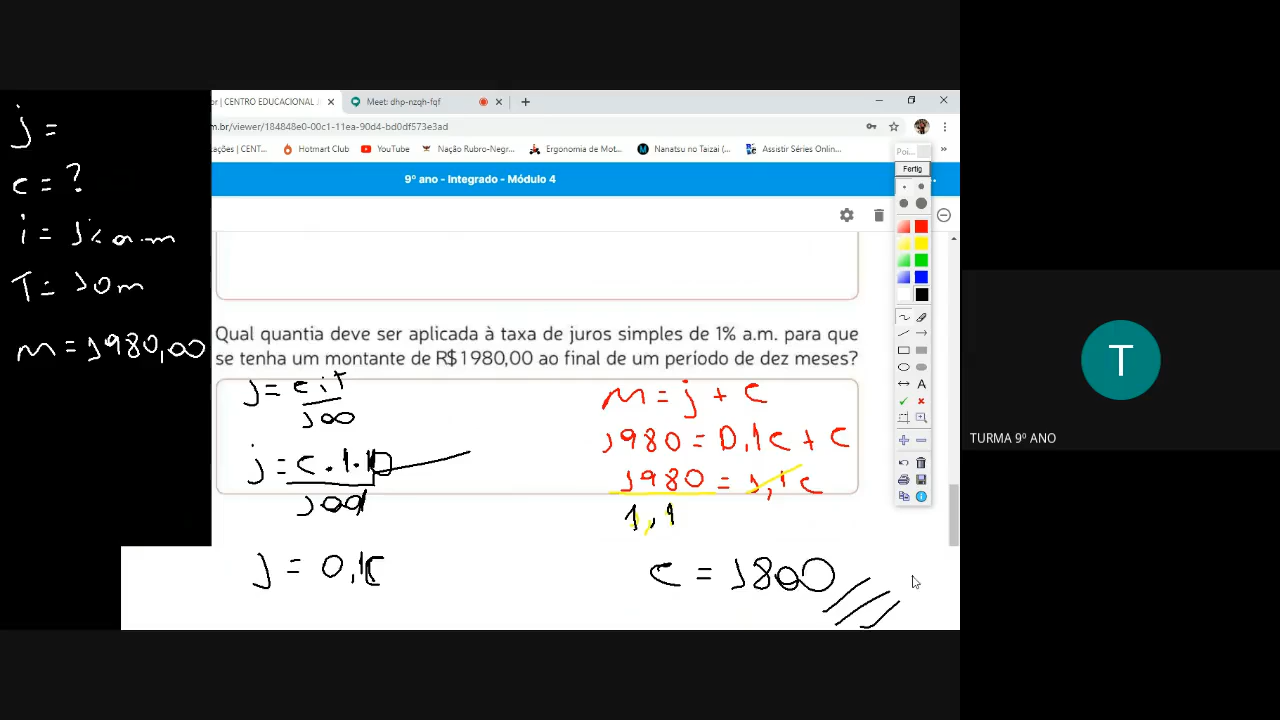 or | CENTRO EDUCACIONAL J
Meet: dhp-nzqh-fqf
m.br/viewer/184848e0-00c1-11ea-90d4-bd0df573e3ad
ações | CENT...
Hotmart Club
YouTube
Nação Rubro-Negr...
Ergonomia de Mot...
Nanatsu no Taizai |...
Assistir Séries Onlin...
»
9º ano - Integrado - Módulo 4
Poi...
Fertig
A
j =
c = ?
i = 1% a.m
T = 10m
m = 1980,00
Qual quantia deve ser aplicada à taxa de juros simples de 1% a.m. para que
se tenha um montante de R$1980,00 ao final de um período de dez meses?
j = c i t
100
j = c . 1 . 10
100
j = 0,1c
m = j + c
1980 = 0,1c + c
1980 = 1,1 c
1,1
c = 1800
T
TURMA 9º ANO